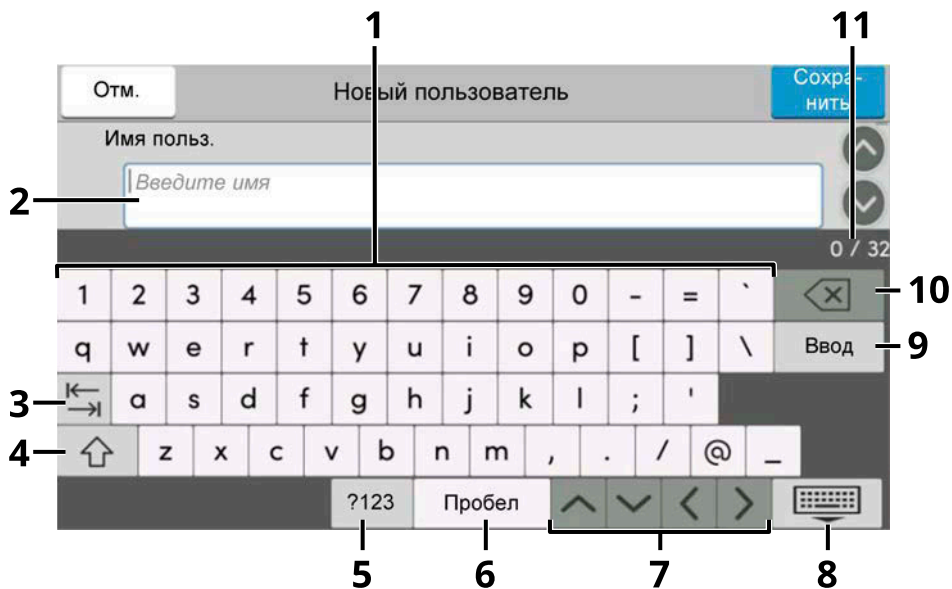 1 11
Отм. Новый пользователь Сохра-
нить
Имя польз.
Введите имя
2
0 / 32
1 2 3 4 5 6 7 8 9 0 - = `
10
q w e r t y u i o p [ ] \ Ввод
9
3
a s d f g h j k l ; '
4
z x c v b n m , . / @ _
?123 Пробел
5 6 7 8